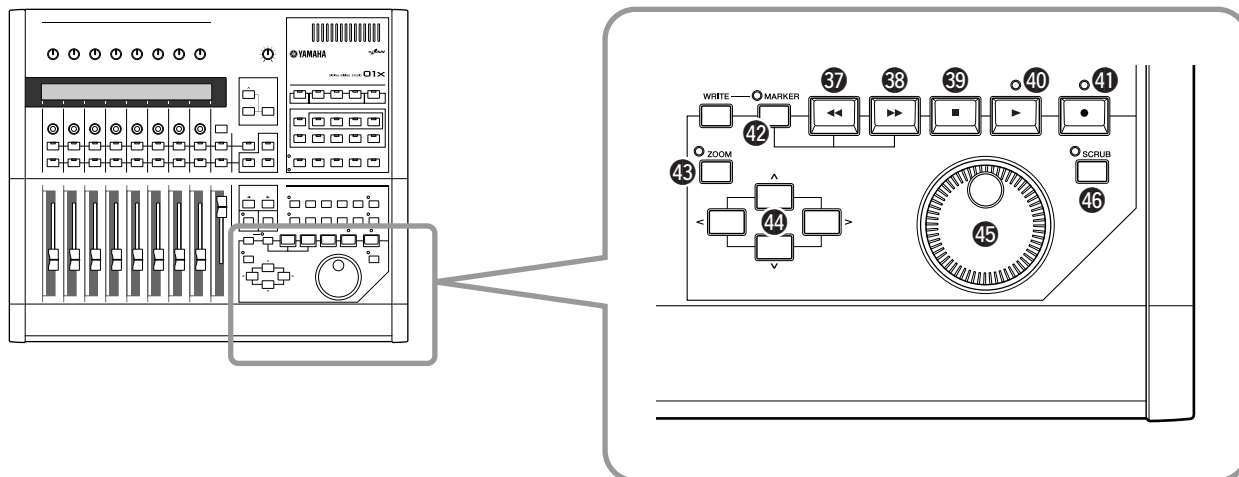 YAMAHA
01X
37 38 39 40 41
WRITE MARKER
42
43 ZOOM
SCRUB
46
44
45